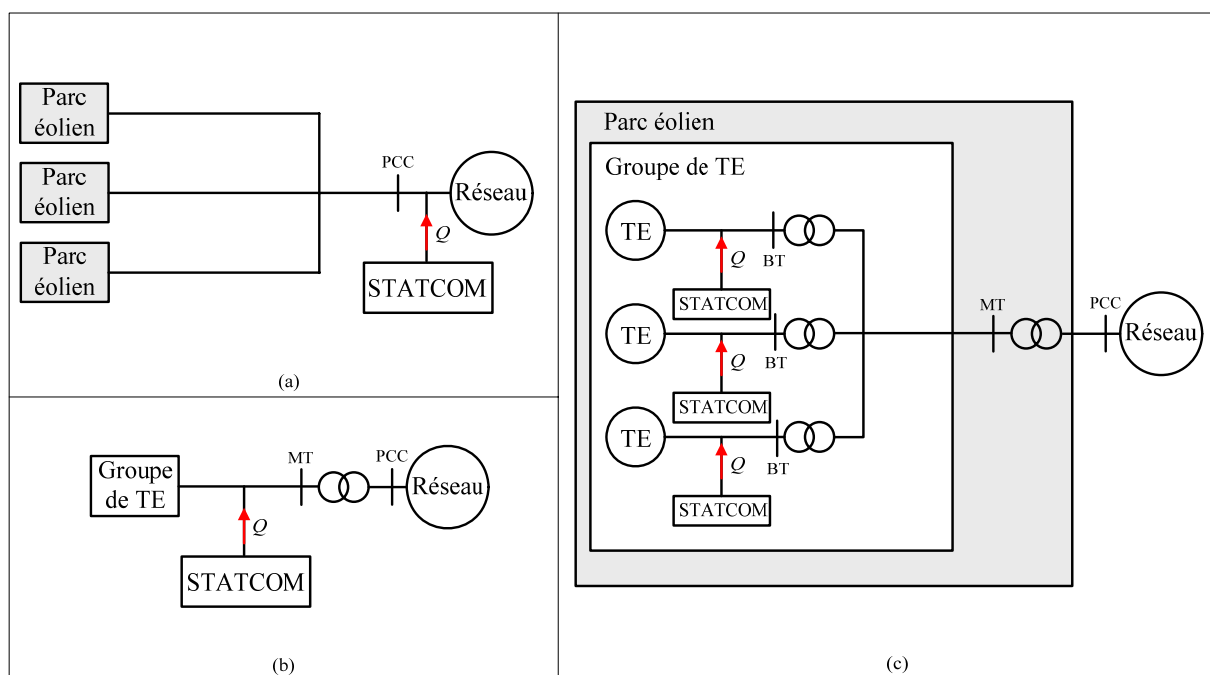 Parc
éolien
Parc
éolien
Parc
éolien
PCC
Réseau
Q
STATCOM
(a)
Groupe
de TE
MT
PCC
Réseau
Q
STATCOM
(b)
Parc éolien
Groupe de TE
TE
Q
BT
STATCOM
TE
Q
BT
STATCOM
TE
Q
BT
STATCOM
MT
PCC
Réseau
(c)